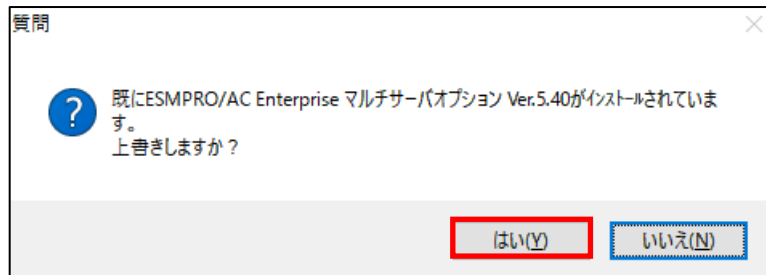 質問
既にESMPRO/AC Enterprise マルチサーバオプション Ver.5.40がインストールされていま
す。
上書きしますか？
はい(Y)
いいえ(N)